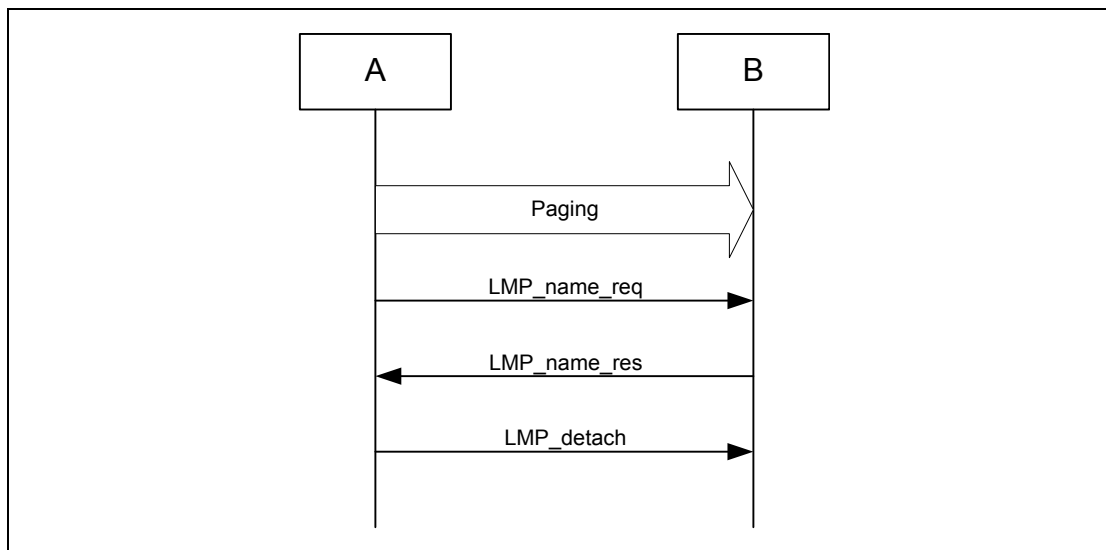 A
B
Paging
LMP_name_req
LMP_name_res
LMP_detach